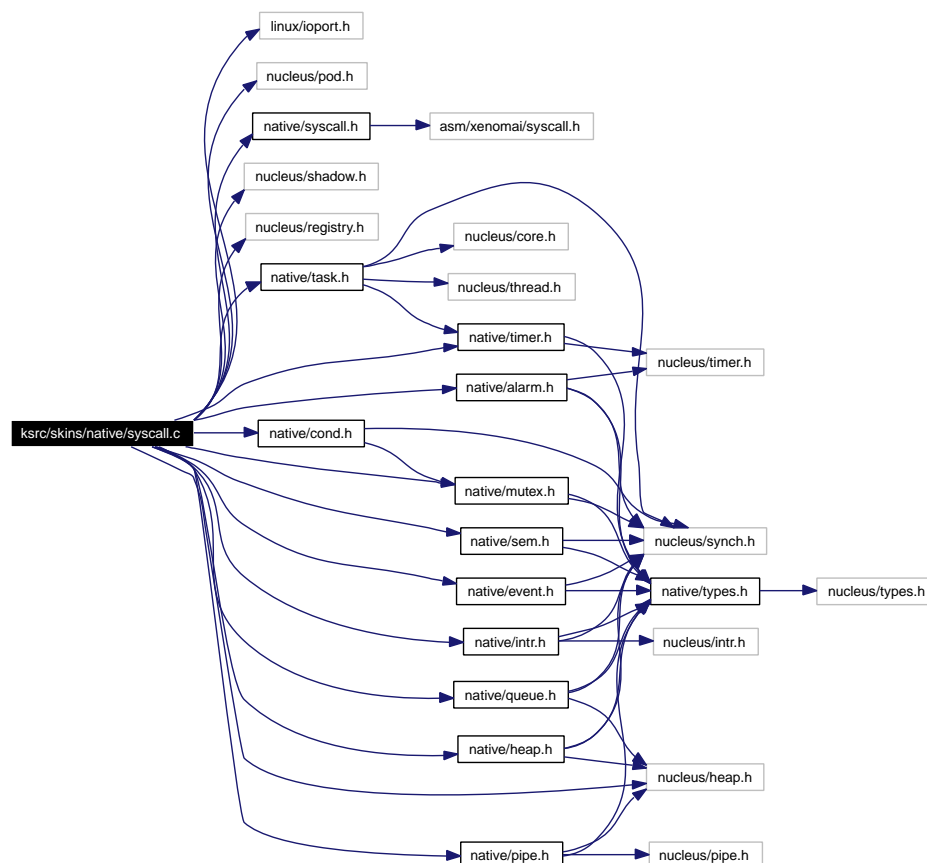 linux/ioport.h
nucleus/pod.h
native/syscall.h
asm/xenomai/syscall.h
nucleus/shadow.h
nucleus/registry.h
nucleus/core.h
native/task.h
nucleus/thread.h
native/timer.h
nucleus/timer.h
native/alarm.h
ksrc/skins/native/syscall.c
native/cond.h
native/mutex.h
native/sem.h
nucleus/synch.h
native/event.h
native/types.h
nucleus/types.h
native/intr.h
nucleus/intr.h
native/queue.h
native/heap.h
nucleus/heap.h
native/pipe.h
nucleus/pipe.h